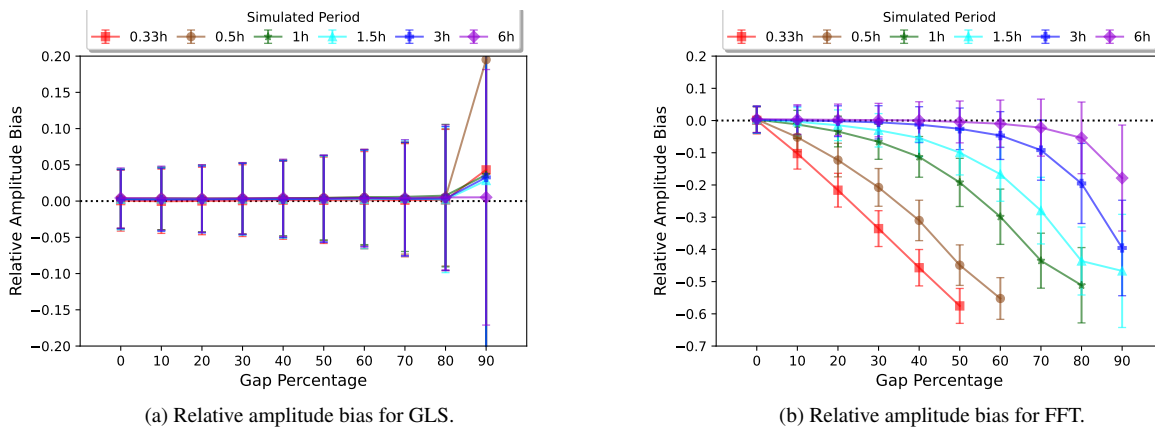 Simulated Period
0.33h 0.5h 1h 1.5h 3h 6h
0.20
0.15
0.10
0.05
0.00
−0.05
−0.10
−0.15
−0.20
Relative Amplitude Bias
0 10 20 30 40 50 60 70 80 90
Gap Percentage
(a) Relative amplitude bias for GLS.
Simulated Period
0.33h 0.5h 1h 1.5h 3h 6h
0.2
0.1
0.0
−0.1
−0.2
−0.3
−0.4
−0.5
−0.6
−0.7
Relative Amplitude Bias
0 10 20 30 40 50 60 70 80 90
Gap Percentage
(b) Relative amplitude bias for FFT.